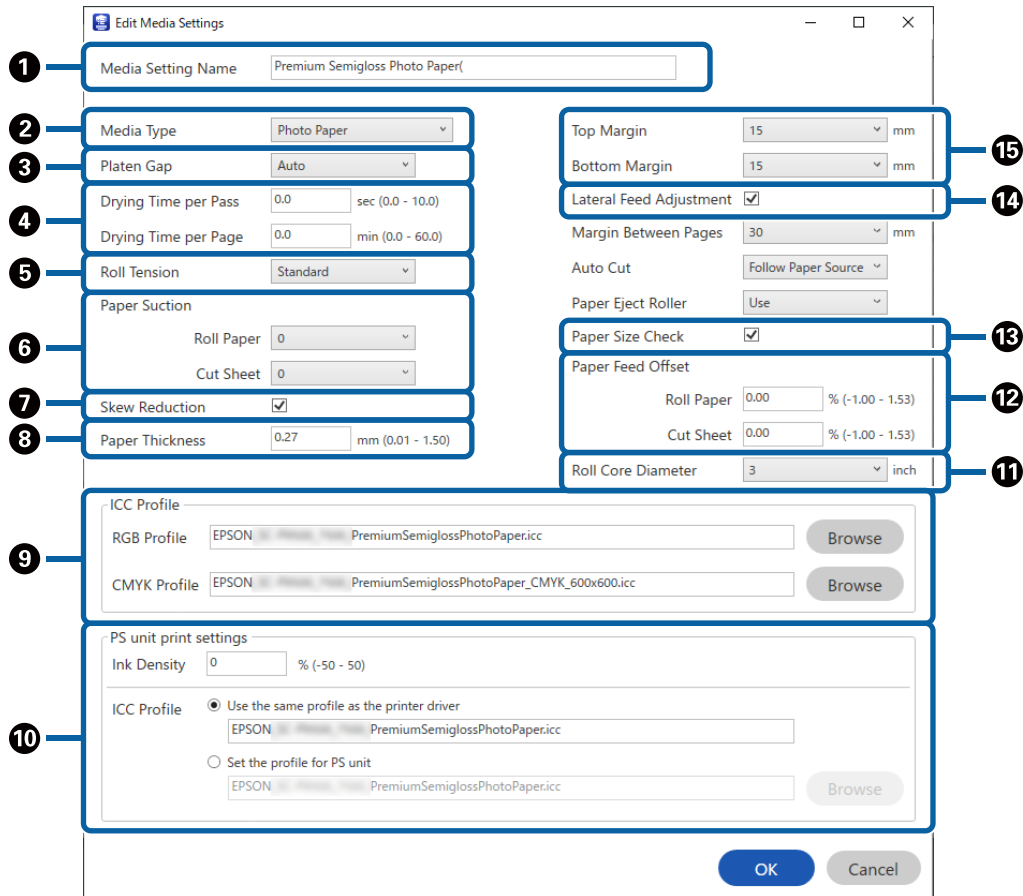 Edit Media Settings
1
Media Setting Name
Premium Semigloss Photo Paper(
2
Media Type
Photo Paper
3
Platen Gap
Auto
4
Drying Time per Pass
0.0
sec (0.0 - 10.0)
Drying Time per Page
0.0
min (0.0 - 60.0)
5
Roll Tension
Standard
6
Paper Suction
Roll Paper
0
Cut Sheet
0
7
Skew Reduction
8
Paper Thickness
0.27
mm (0.01 - 1.50)
Top Margin
15
mm
Bottom Margin
15
mm
15
Lateral Feed Adjustment
14
Margin Between Pages
30
mm
Auto Cut
Follow Paper Source
Paper Eject Roller
Use
Paper Size Check
13
Paper Feed Offset
Roll Paper
0.00
% (-1.00 - 1.53)
Cut Sheet
0.00
% (-1.00 - 1.53)
12
Roll Core Diameter
3
inch
11
9
ICC Profile
RGB Profile
EPSON PremiumSemiglossPhotoPaper.icc
Browse
CMYK Profile
EPSON PremiumSemiglossPhotoPaper_CMYK_600x600.icc
Browse
10
PS unit print settings
Ink Density
0
% (-50 - 50)
ICC Profile
Use the same profile as the printer driver
EPSON PremiumSemiglossPhotoPaper.icc
Set the profile for PS unit
EPSON PremiumSemiglossPhotoPaper.icc
Browse
OK
Cancel